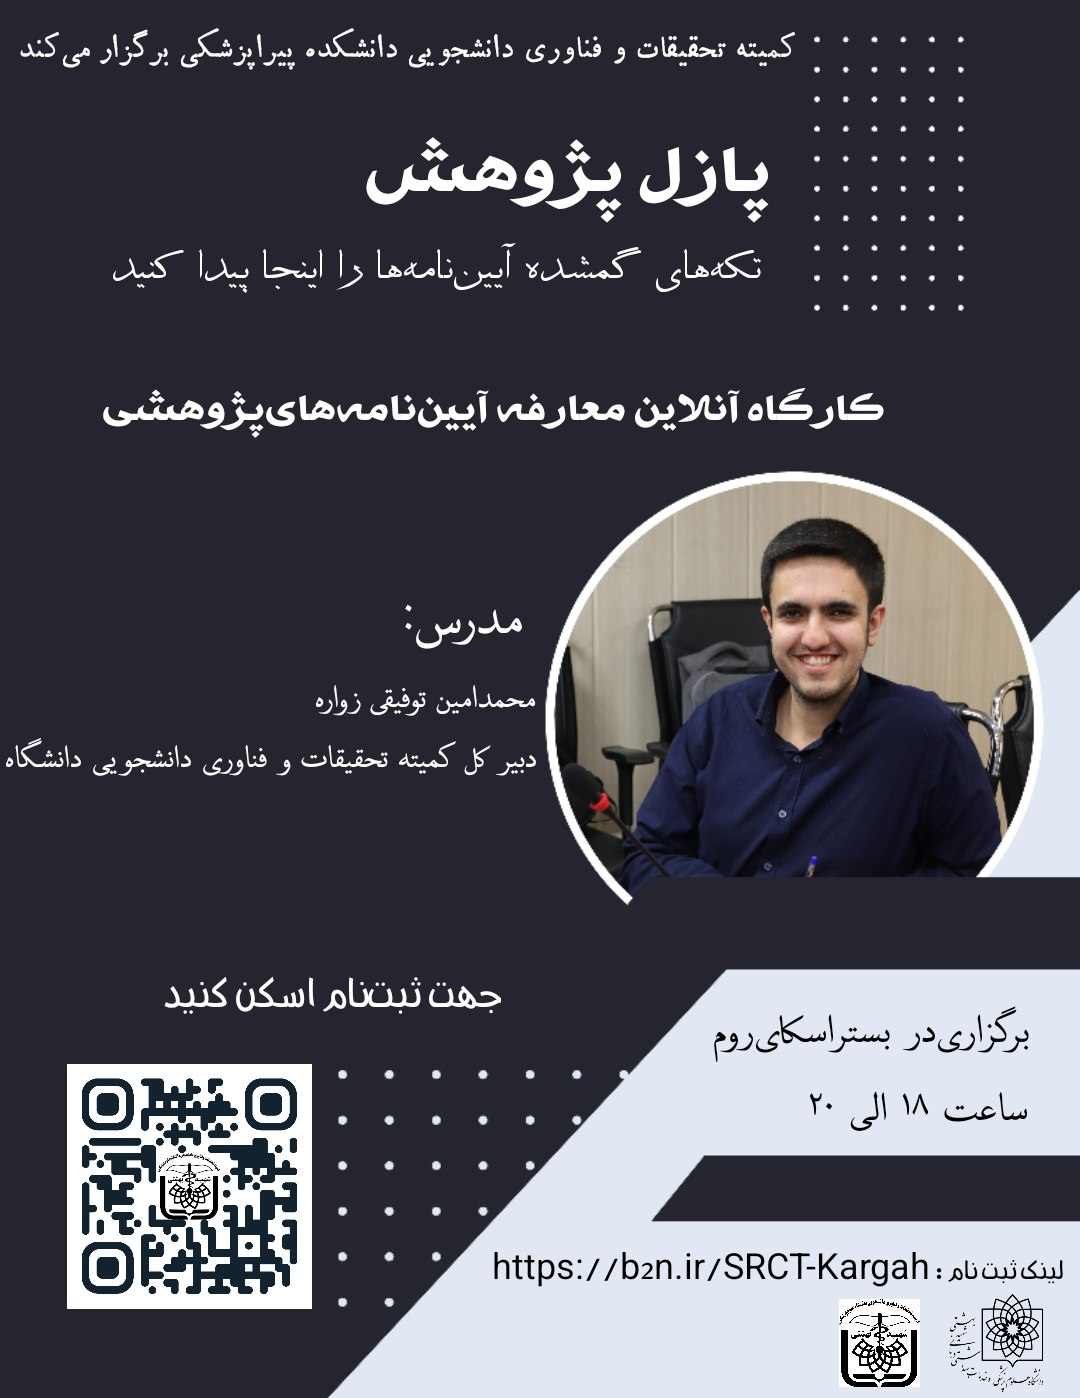 کمیته تحقیقات و فناوری دانشجویی دانشکده پیراپزشکی برگزار می‌کند
پازل پژوهش
تکه‌های گمشده آیین‌نامه‌ها را اینجا پیدا کنید
کارگاه آنلاین معارفه آیین‌نامه‌های‌پژوهشی
مدرس:
محمدامین توفیقی زواره
دبیر کل کمیته تحقیقات و فناوری دانشجویی دانشگاه
جهت ثبت‌نام اسکن کنید
برگزاری‌در بستراسکای‌روم
ساعت ۱۸ الی ۲۰
لینک ثبت نام : https://b2n.ir/SRCT-Kargah